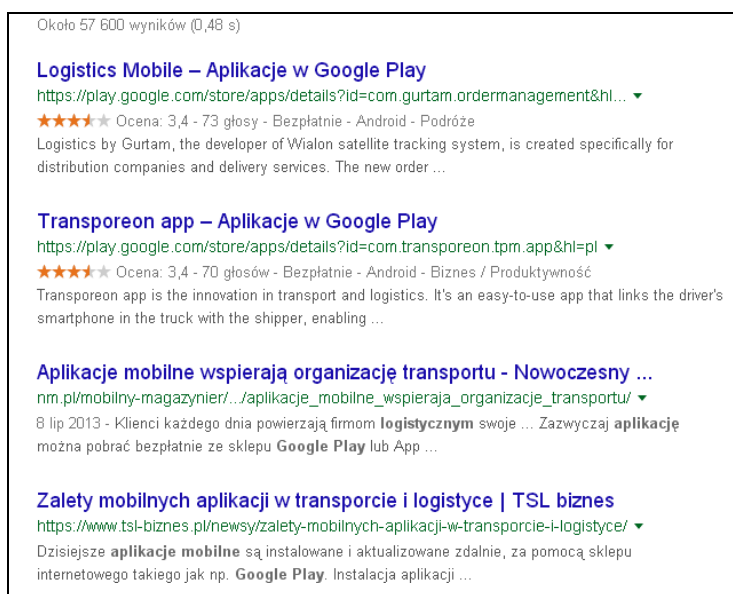 Około 57 600 wyników (0,48 s)
Logistics Mobile – Aplikacje w Google Play
https://play.google.com/store/apps/details?id=com.gurtam.ordermanagement&hl...
Ocena: 3,4 - 73 głosy - Bezpłatnie - Android - Podróże
Logistics by Gurtam, the developer of Wialon satellite tracking system, is created specifically for
distribution companies and delivery services. The new order ...
Transporeon app – Aplikacje w Google Play
https://play.google.com/store/apps/details?id=com.transporeon.tpm.app&hl=pl
Ocena: 3,4 - 70 głosów - Bezpłatnie - Android - Biznes / Produktywność
Transporeon app is the innovation in transport and logistics. It's an easy-to-use app that links the driver's
smartphone in the truck with the shipper, enabling ...
Aplikacje mobilne wspierają organizację transportu - Nowoczesny ...
nm.pl/mobilny-magazynier/.../aplikacje_mobilne_wspieraja_organizacje_transportu/
8 lip 2013 - Klienci każdego dnia powierzają firmom logistycznym swoje ... Zazwyczaj aplikację
można pobrać bezpłatnie ze sklepu Google Play lub App ...
Zalety mobilnych aplikacji w transporcie i logistyce | TSL biznes
https://www.tsl-biznes.pl/newsy/zalety-mobilnych-aplikacji-w-transporcie-i-logistyce/
Dzisiejsze aplikacje mobilne są instalowane i aktualizowane zdalnie, za pomocą sklepu
internetowego takiego jak np. Google Play. Instalacja aplikacji ...